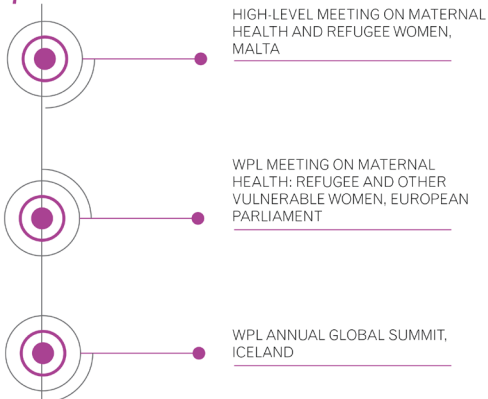 HIGH-LEVEL MEETING ON MATERNAL
HEALTH AND REFUGEE WOMEN,
MALTA
WPL MEETING ON MATERNAL
HEALTH: REFUGEE AND OTHER
VULNERABLE WOMEN, EUROPEAN
PARLIAMENT
WPL ANNUAL GLOBAL SUMMIT,
ICELAND